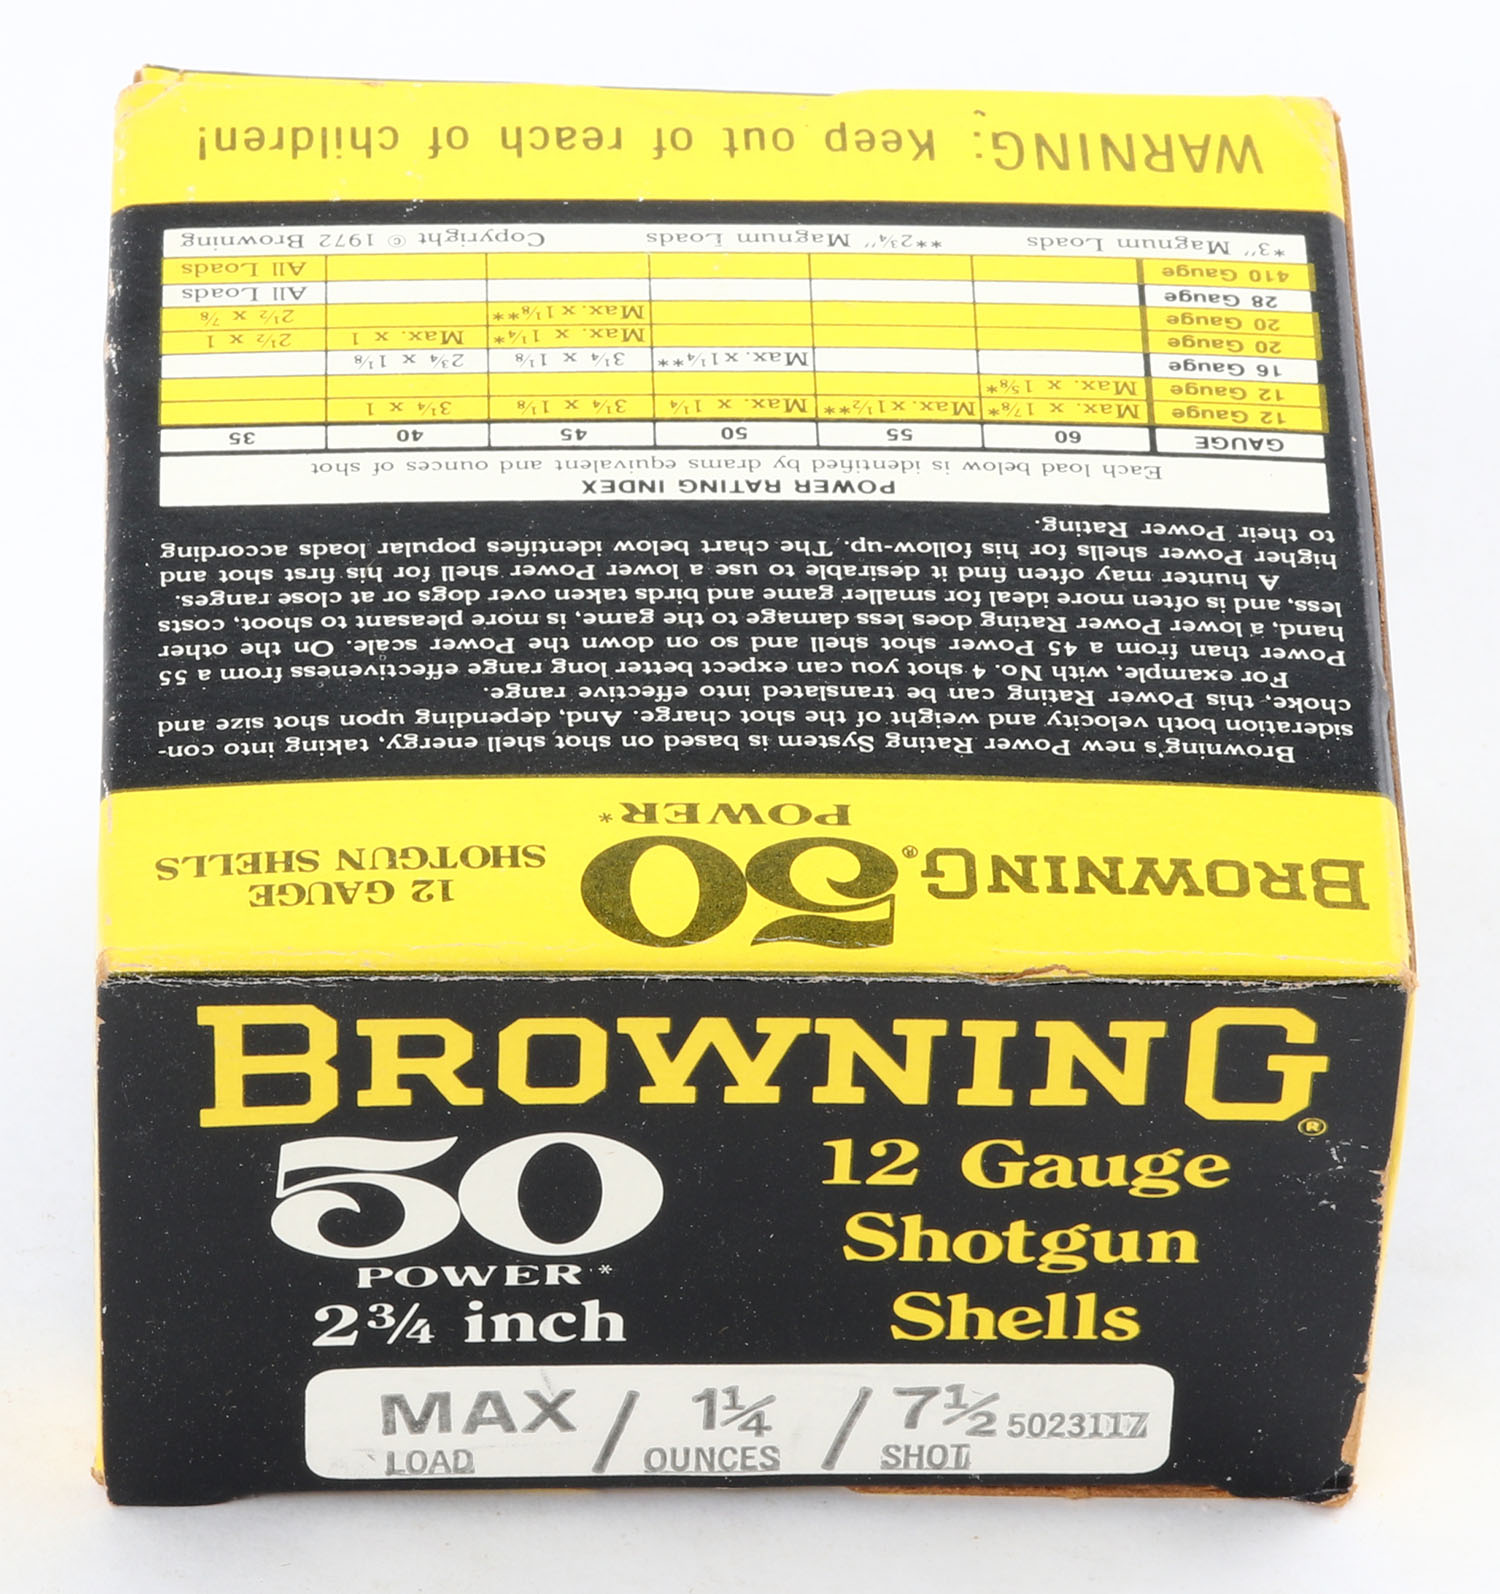 WARNING: Keep out of reach of children!
*3" Magnum Loads **2¾" Magnum Loads Copyright © 1972 Browning
410 Gauge All Loads
28 Gauge All Loads
20 Gauge Max. x 1⅛** 2½ x ⅞
20 Gauge Max. x 1¼* Max. x 1 2½ x 1
16 Gauge Max. x 1¼** 3¼ x 1⅛ 2¾ x 1⅛
12 Gauge Max. x 1⅝*
12 Gauge Max. x 1⅞* Max. x 1½** Max. x 1¼ 3¼ x 1⅛ 3¼ x 1
GAUGE 60 55 50 45 40 35
Each load below is identified by drams equivalent and ounces of shot
POWER RATING INDEX
to their Power Rating.
higher Power shells for his follow-up. The chart below identifies popular loads according
A hunter may often find it desirable to use a lower Power shell for his first shot and
less, and is often more ideal for smaller game and birds taken over dogs or at close ranges.
hand, a lower Power Rating does less damage to the game, is more pleasant to shoot, costs
Power than from a 45 Power shot shell and so on down the Power scale. On the other
For example, with No. 4 shot you can expect better long range effectiveness from a 55
choke, this Power Rating can be translated into effective range.
sideration both velocity and weight of the shot charge. And, depending upon shot size and
Browning's new Power Rating System is based on shot shell energy, taking into con-
BROWNING® 50 POWER*
12 GAUGE
SHOTGUN SHELLS
BROWNING®
50
POWER*
2¾ inch
12 Gauge
Shotgun
Shells
MAX / 1¼ / 7½ 5023117
LOAD OUNCES SHOT